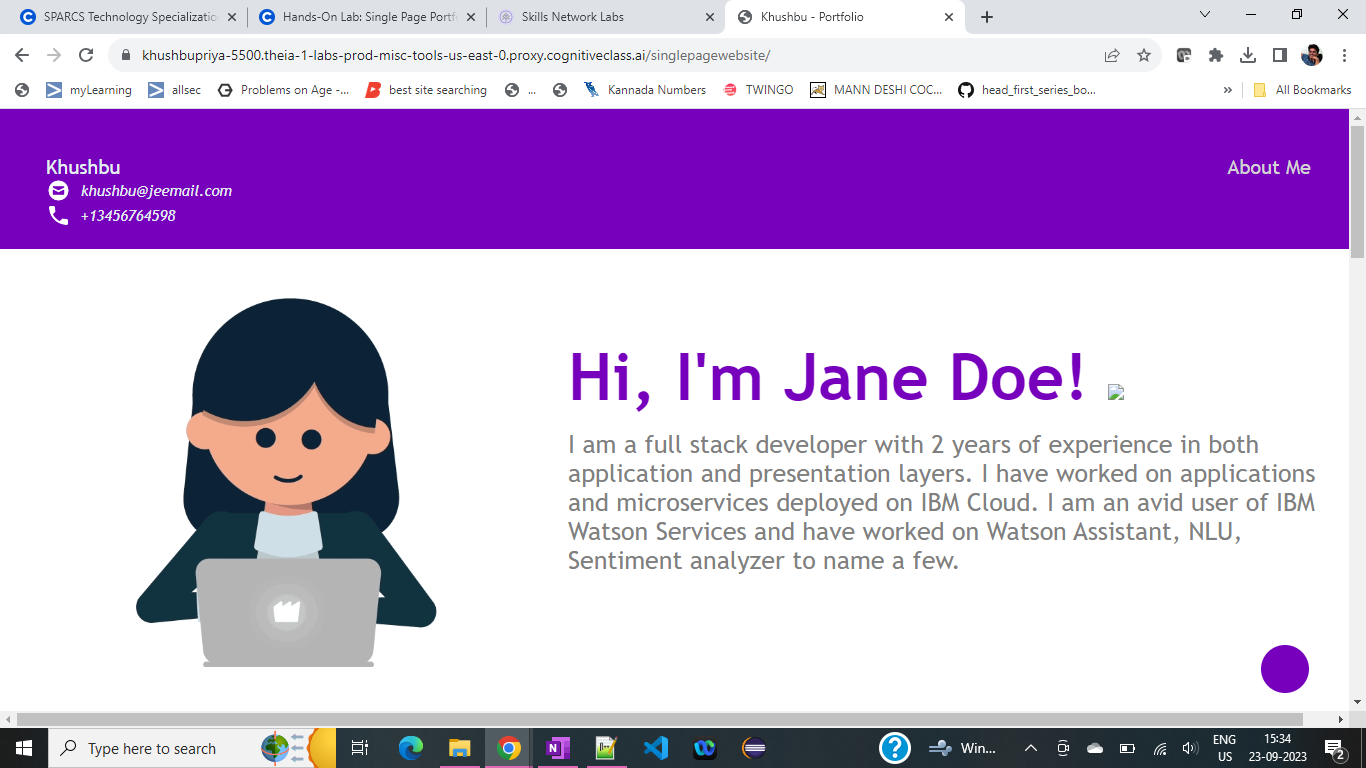 SPARCS Technology Specializatio
Hands-On Lab: Single Page Portf
Skills Network Labs
Khushbu - Portfolio
khushbupriya-5500.theia-1-labs-prod-misc-tools-us-east-0.proxy.cognitiveclass.ai/singlepagewebsite/
myLearning
allsec
Problems on Age -...
best site searching
...
Kannada Numbers
TWINGO
MANN DESHI COC...
head_first_series_bo...
»
All Bookmarks
Khushbu
About Me
khushbu@jeemail.com
+13456764598
Hi, I'm Jane Doe!
I am a full stack developer with 2 years of experience in both
application and presentation layers. I have worked on applications
and microservices deployed on IBM Cloud. I am an avid user of IBM
Watson Services and have worked on Watson Assistant, NLU,
Sentiment analyzer to name a few.
Type here to search
Win...
ENG
US
15:34
23-09-2023
2